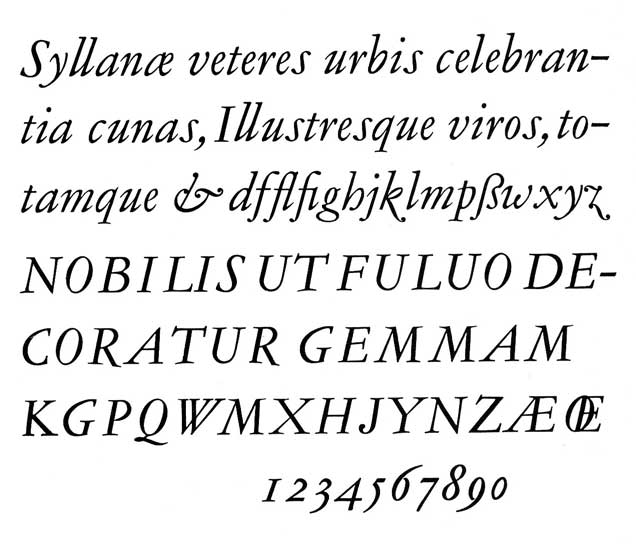 Syllanæ veteres urbis celebran-
tia cunas, Illustresque viros, to-
tamque & dfflfighjklmpßwxyz
NOBILIS UT FULUO DE-
CORATUR GEMMAM
KGPQWMXHJYNZÆŒ
1234567890